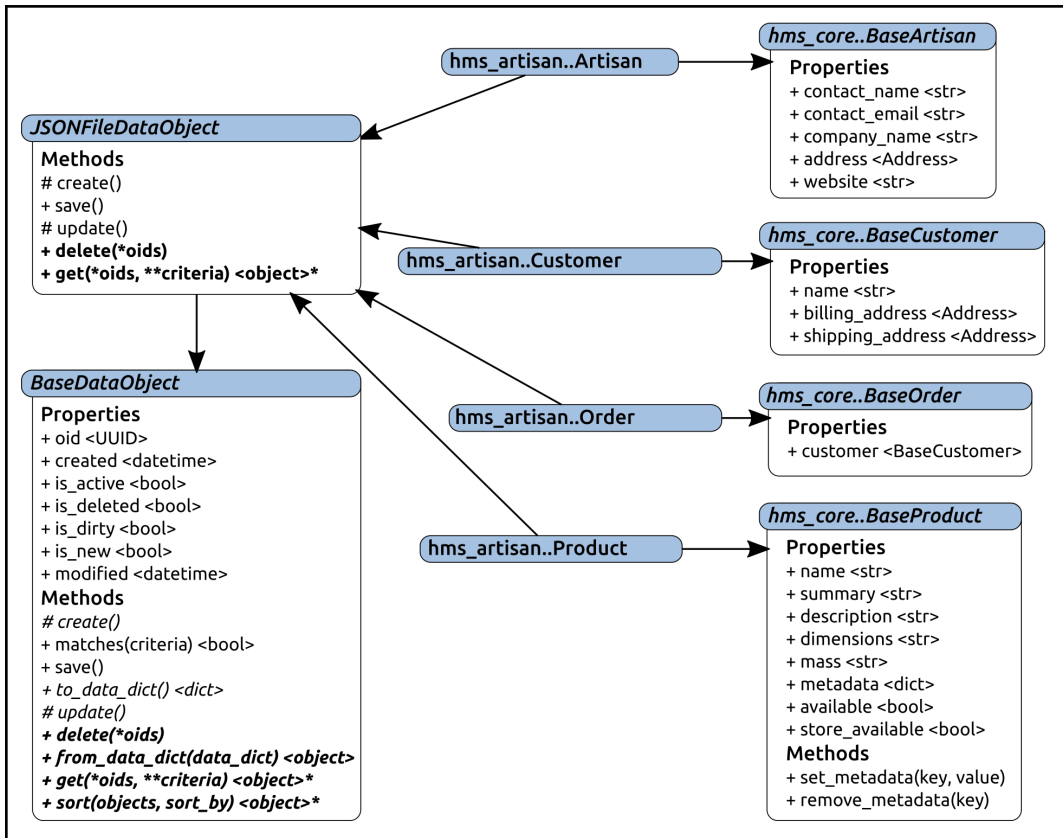 hms_artisan..Artisan
hms_core..BaseArtisan
Properties
+ contact_name <str>
+ contact_email <str>
+ company_name <str>
+ address <Address>
+ website <str>
JSONFileDataObject
Methods
# create()
+ save()
# update()
+ delete(*oids)
+ get(*oids, **criteria) <object>*
hms_artisan..Customer
hms_core..BaseCustomer
Properties
+ name <str>
+ billing_address <Address>
+ shipping_address <Address>
BaseDataObject
Properties
+ oid <UUID>
+ created <datetime>
+ is_active <bool>
+ is_deleted <bool>
+ is_dirty <bool>
+ is_new <bool>
+ modified <datetime>
Methods
# create()
+ matches(criteria) <bool>
+ save()
+ to_data_dict() <dict>
# update()
+ delete(*oids)
+ from_data_dict(data_dict) <object>
+ get(*oids, **criteria) <object>*
+ sort(objects, sort_by) <object>*
hms_artisan..Order
hms_core..BaseOrder
Properties
+ customer <BaseCustomer>
hms_artisan..Product
hms_core..BaseProduct
Properties
+ name <str>
+ summary <str>
+ description <str>
+ dimensions <str>
+ mass <str>
+ metadata <dict>
+ available <bool>
+ store_available <bool>
Methods
+ set_metadata(key, value)
+ remove_metadata(key)